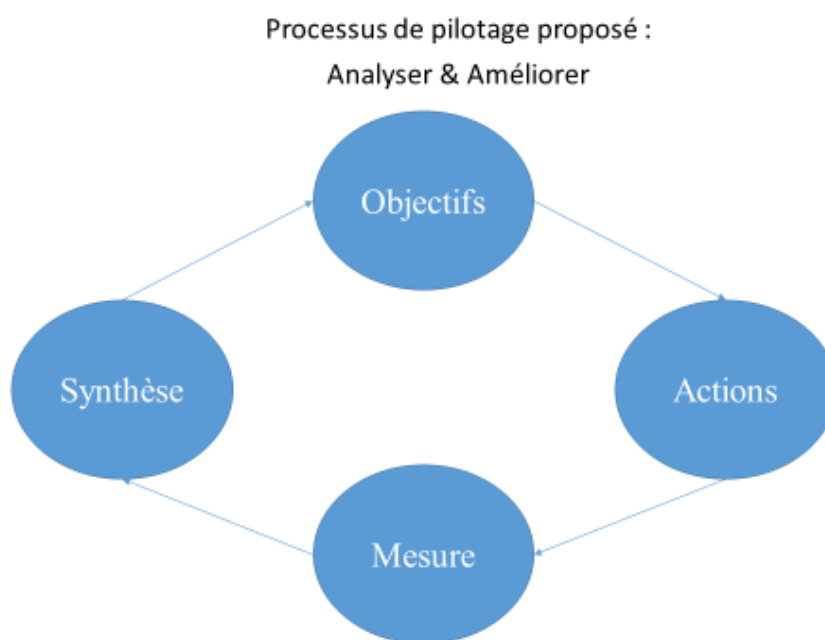 Processus de pilotage proposé :
Analyser & Améliorer
Objectifs
Synthèse
Actions
Mesure